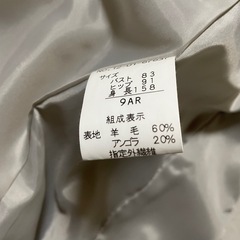 サイズ
バスト 83
ヒップ 91
身長 158
9AR
組成表示
表地 羊毛 60%
アンゴラ 20%
指定外繊維